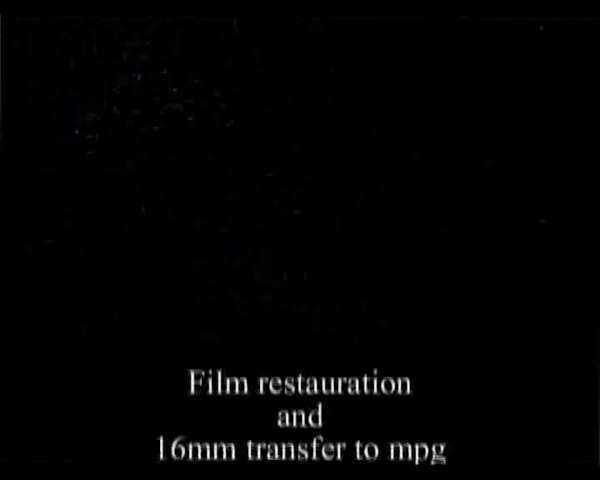 Film restauration
and
16mm transfer to mpg